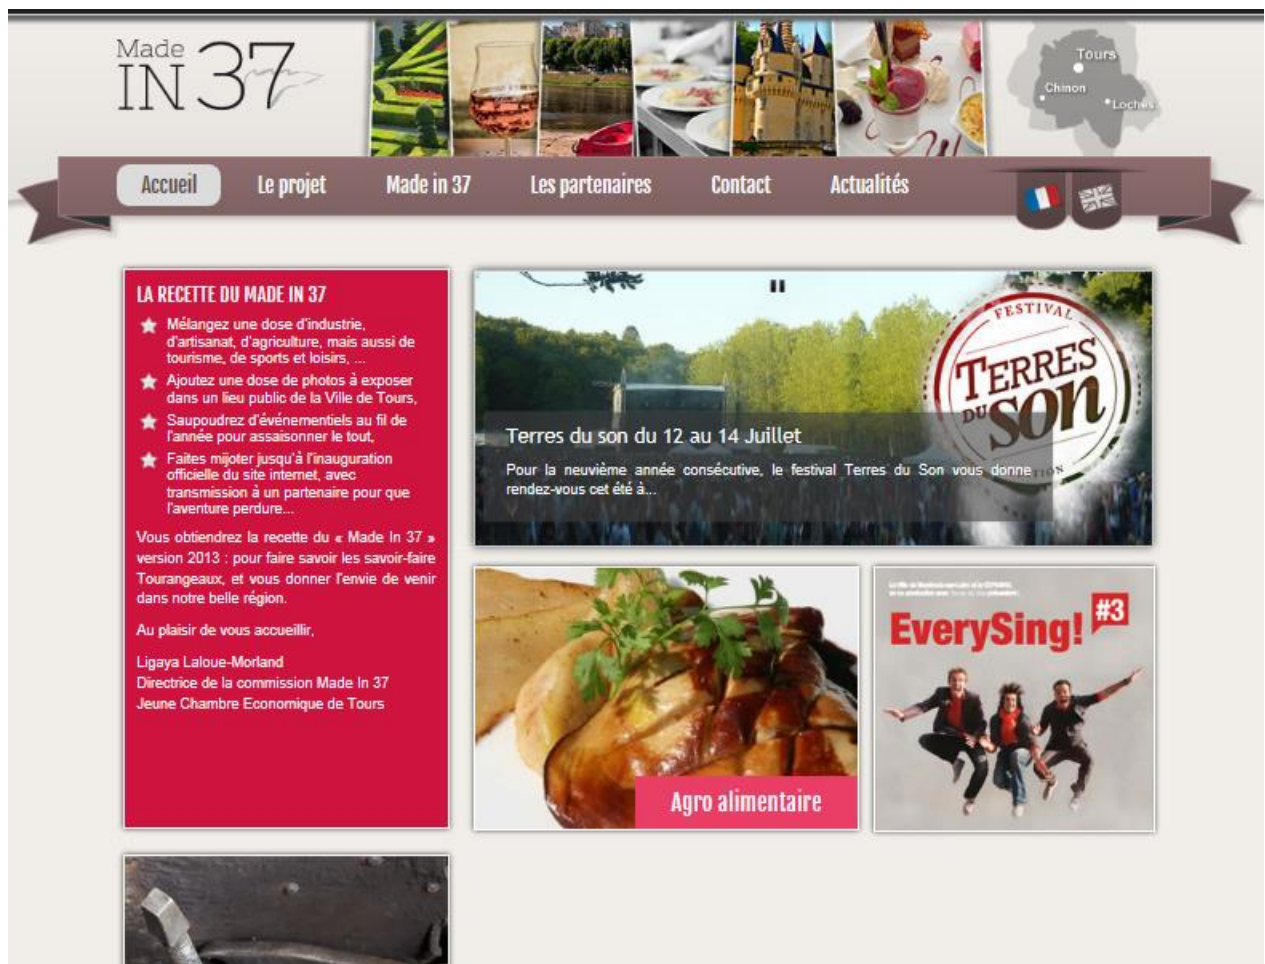 Made
IN 37
Tours
Chinon
Loches
Accueil
Le projet
Made in 37
Les partenaires
Contact
Actualités
LA RECETTE DU MADE IN 37
Mélangez une dose d'industrie,
d'artisanat, d'agriculture, mais aussi de
tourisme, de sports et loisirs, ...
Ajoutez une dose de photos à exposer
dans un lieu public de la Ville de Tours,
Saupoudrez d'événementiels au fil de
l'année pour assaisonner le tout,
Faites mijoter jusqu'à l'inauguration
officielle du site internet, avec
transmission à un partenaire pour que
l'aventure perdure...
Vous obtiendrez la recette du « Made In 37 »
version 2013 : pour faire savoir les savoir-faire
Tourangeaux, et vous donner l'envie de venir
dans notre belle région.
Au plaisir de vous accueillir,
Ligaya Laloue-Morland
Directrice de la commission Made In 37
Jeune Chambre Economique de Tours
FESTIVAL
TERRES
DU SON
Terres du son du 12 au 14 Juillet
Pour la neuvième année consécutive, le festival Terres du Son vous donne
rendez-vous cet été à...
Agro alimentaire
EverySing! #3